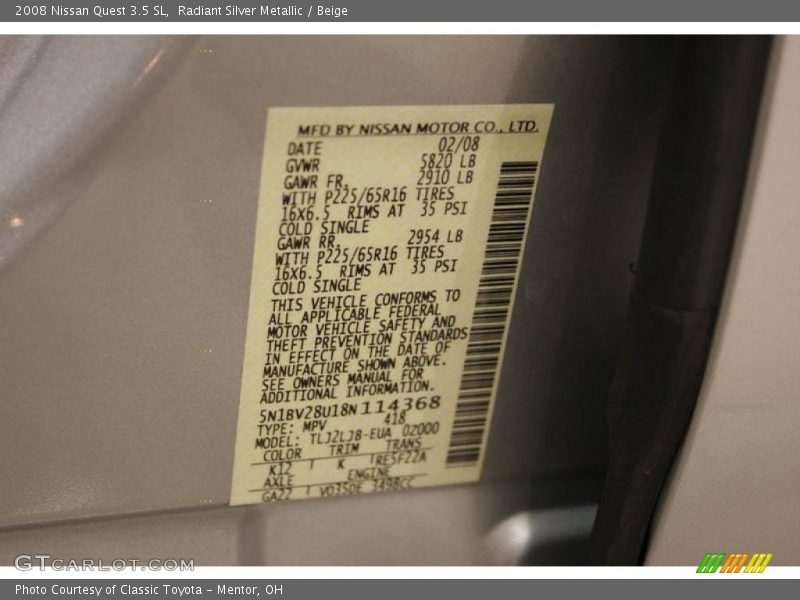 2008 Nissan Quest 3.5 SL,  Radiant Silver Metallic / Beige
MFD BY NISSAN MOTOR CO., LTD.
DATE 02/08
GVWR 5820 LB
GAWR FR. 2910 LB
WITH P225/65R16 TIRES
16X6.5 RIMS AT 35 PSI
COLD SINGLE
GAWR RR. 2954 LB
WITH P225/65R16 TIRES
16X6.5 RIMS AT 35 PSI
COLD SINGLE
THIS VEHICLE CONFORMS TO
ALL APPLICABLE FEDERAL
MOTOR VEHICLE SAFETY AND
THEFT PREVENTION STANDARDS
IN EFFECT ON THE DATE OF
MANUFACTURE SHOWN ABOVE.
SEE OWNERS MANUAL FOR
ADDITIONAL INFORMATION.
5N1BV28U18N114368
TYPE: MPV 418
MODEL: TLJ2LJB-EUA 0Z000
COLOR TRIM TRANS
K12 K RE5F22A
AXLE ENGINE
GA22 VQ35DE 3498CC
GTCARLOT.COM
Photo Courtesy of Classic Toyota - Mentor, OH